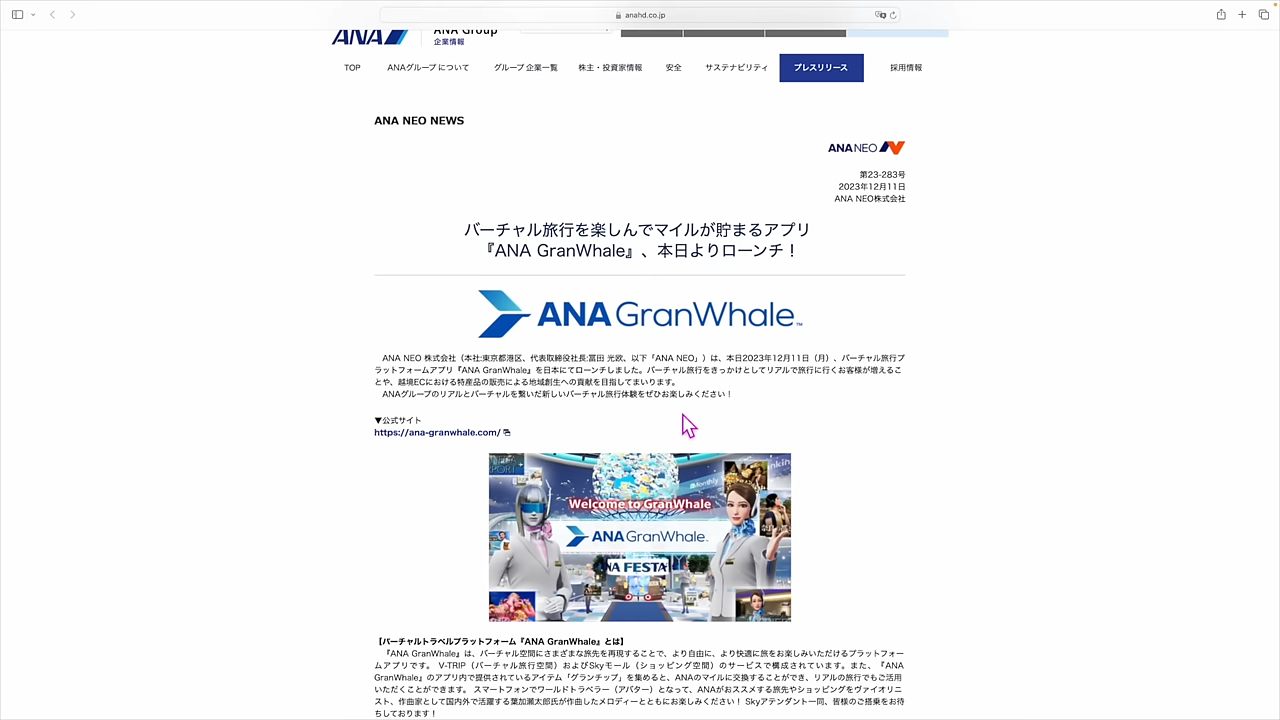 anahd.co.jp
ANA
ANA Group
企業情報
TOP ANAグループについて グループ企業一覧 株主・投資家情報 安全 サステナビリティ プレスリリース 採用情報
ANA NEO NEWS
ANA NEO
第23-283号
2023年12月11日
ANA NEO株式会社
バーチャル旅行を楽しんでマイルが貯まるアプリ
『ANA GranWhale』、本日よりローンチ！
ANA GranWhale™
ANA NEO 株式会社（本社:東京都港区、代表取締役社長:冨田 光欧、以下「ANA NEO」）は、本日2023年12月11日（月）、バーチャル旅行プ
ラットフォームアプリ『ANA GranWhale』を日本にてローンチしました。バーチャル旅行をきっかけとしてリアルで旅行に行くお客様が増えるこ
とや、越境ECにおける特産品の販売による地域創生への貢献を目指してまいります。
ANAグループのリアルとバーチャルを繋いだ新しいバーチャル旅行体験をぜひお楽しみください！
▼公式サイト
https://ana-granwhale.com/
Monthly
Welcome to GranWhale
ANA GranWhale
NA FESTA
【バーチャルトラベルプラットフォーム『ANA GranWhale』とは】
『ANA GranWhale』は、バーチャル空間にさまざまな旅先を再現することで、より自由に、より快適に旅をお楽しみいただけるプラットフォー
ムアプリです。 V-TRIP（バーチャル旅行空間）およびSkyモール（ショッピング空間）のサービスで構成されています。また、『ANA
GranWhale』のアプリ内で提供されているアイテム「グランチップ」を集めると、ANAのマイルに交換することができ、リアルの旅行でもご活用
いただくことができます。 スマートフォンでワールドトラベラー（アバター）となって、ANAがおススメする旅先やショッピングをヴァイオリニ
スト、作曲家として国内外で活躍する葉加瀬太郎氏が作曲したメロディーとともにお楽しみください！ Skyアテンダント一同、皆様のご搭乗をお待
ちしております！